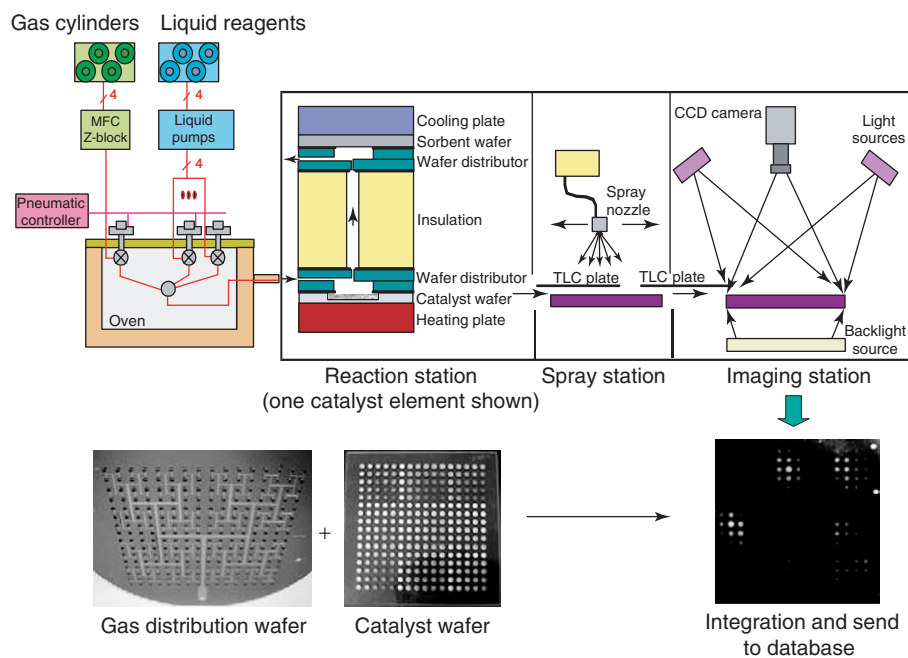 Gas cylinders
Liquid reagents
4
4
MFC
Z-block
Liquid
pumps
4
Pneumatic
controller
Oven
Cooling plate
Sorbent wafer
Wafer distributor
Insulation
Wafer distributor
Catalyst wafer
Heating plate
Spray
nozzle
TLC plate
TLC plate
CCD camera
Light
sources
Backlight
source
Reaction station
(one catalyst element shown)
Spray station
Imaging station
+
Gas distribution wafer
Catalyst wafer
Integration and send
to database